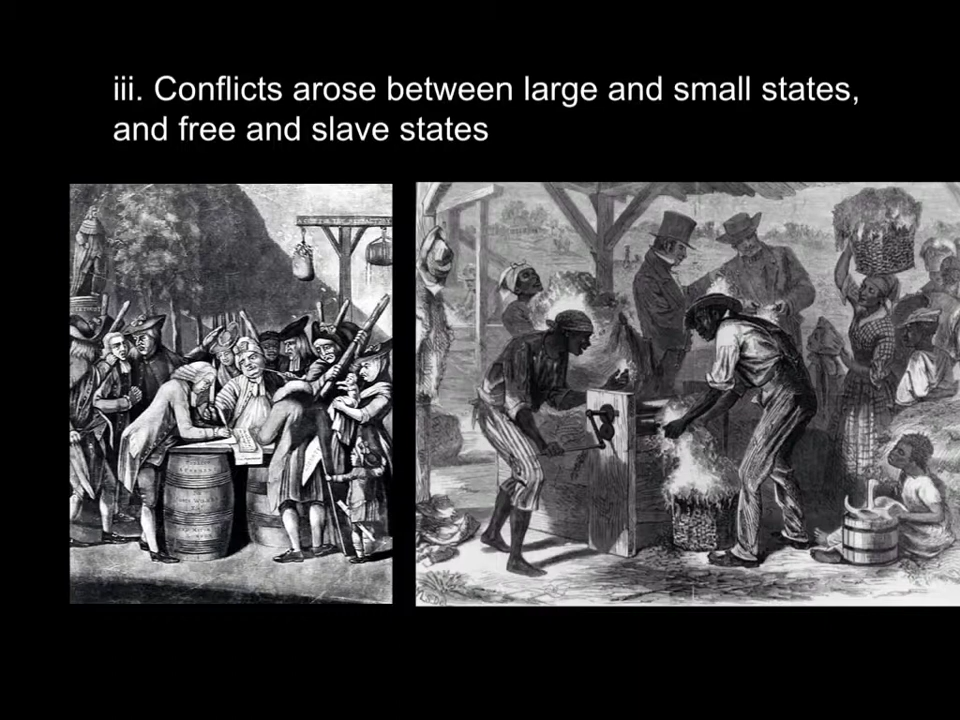 iii. Conflicts arose between large and small states,
and free and slave states